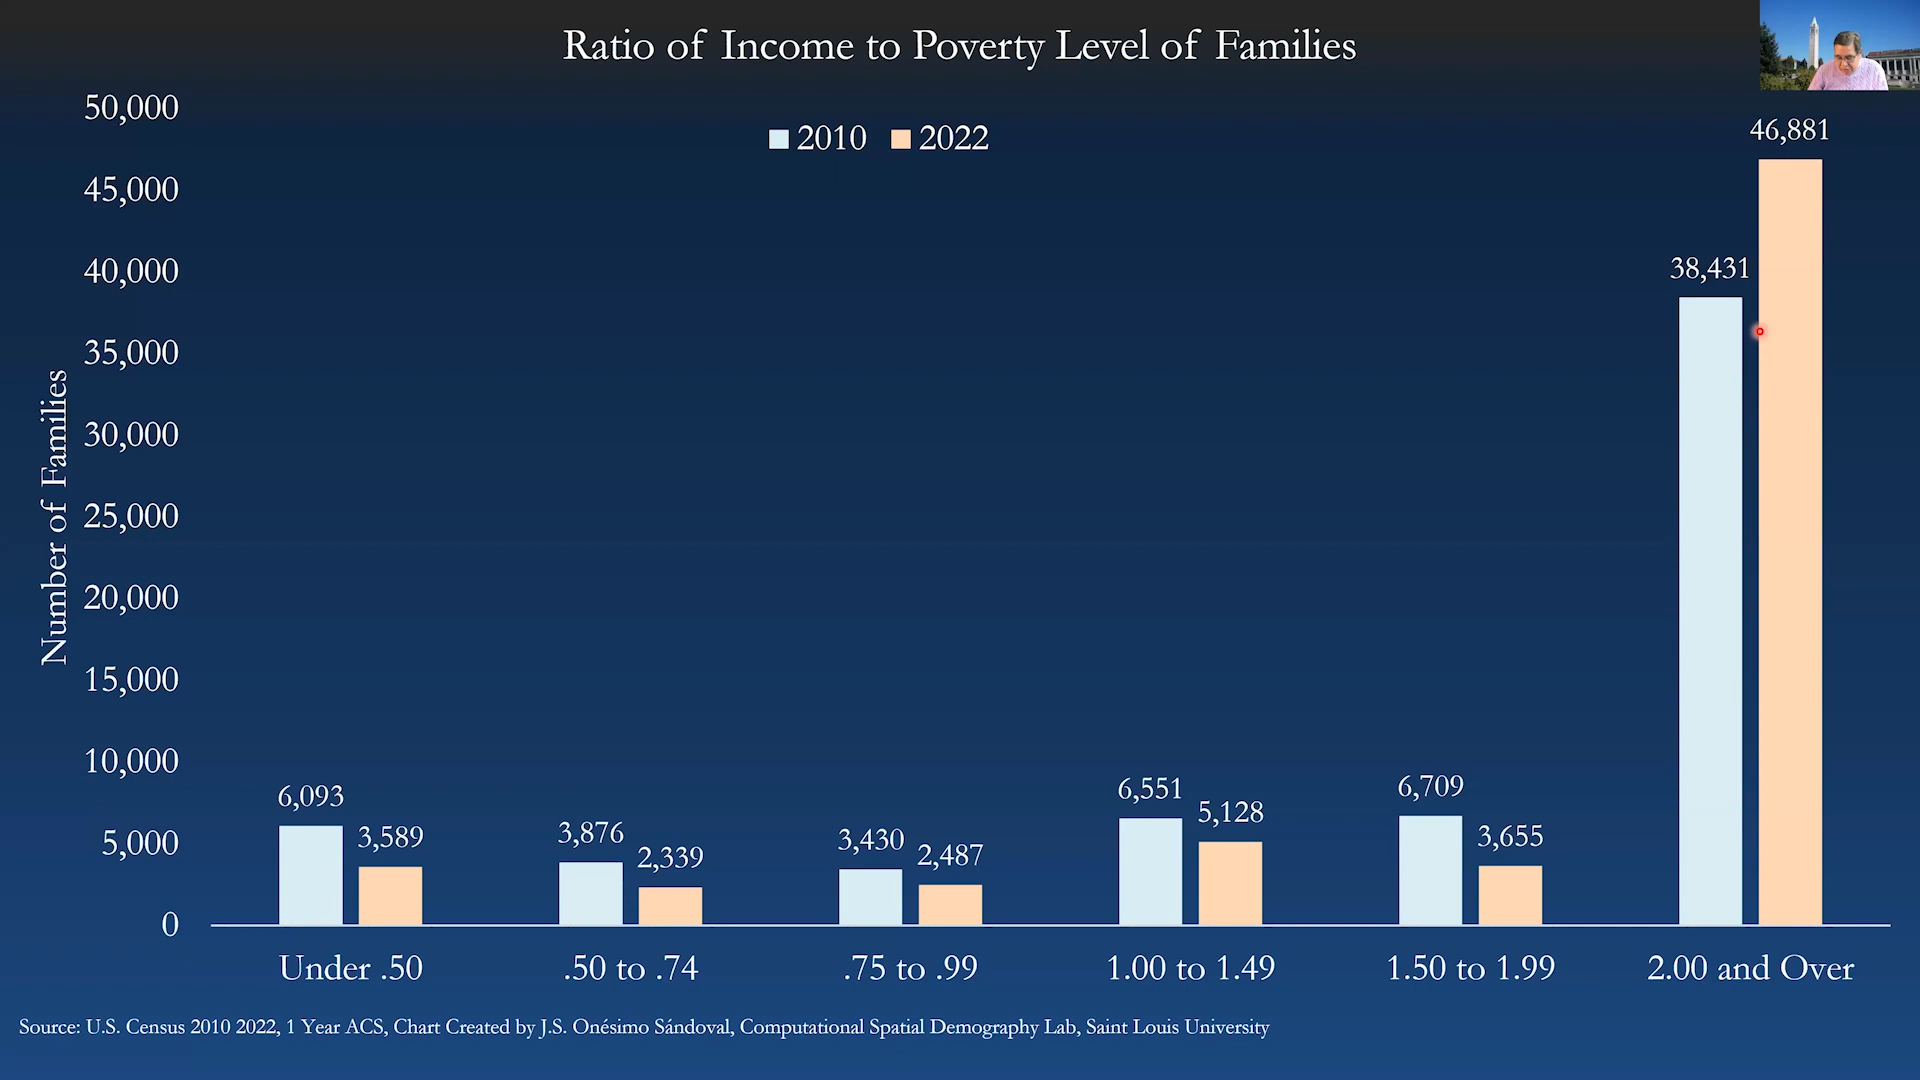 Ratio of Income to Poverty Level of Families
2010 2022
Number of Families
50,000
45,000
40,000
35,000
30,000
25,000
20,000
15,000
10,000
5,000
0
6,093
3,589
3,876
2,339
3,430
2,487
6,551
5,128
6,709
3,655
38,431
46,881
Under .50
.50 to .74
.75 to .99
1.00 to 1.49
1.50 to 1.99
2.00 and Over
Source: U.S. Census 2010 2022, 1 Year ACS, Chart Created by J.S. Onésimo Sándoval, Computational Spatial Demography Lab, Saint Louis University